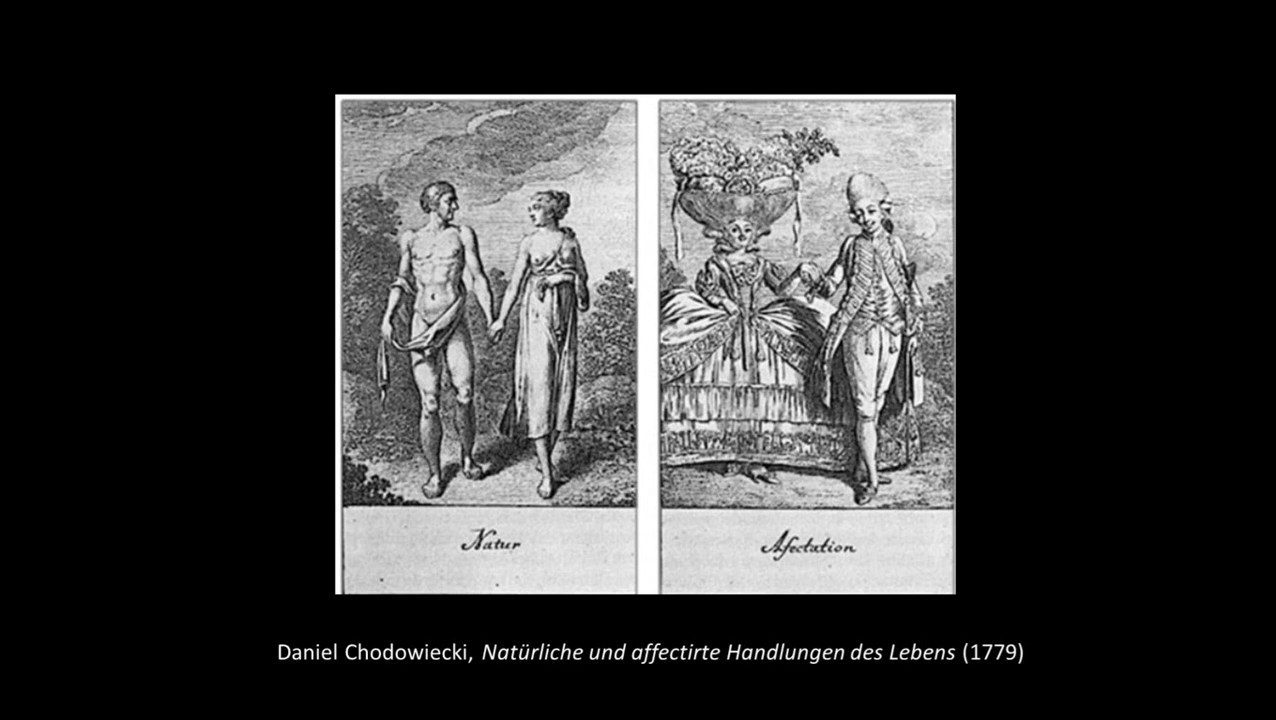 Natur
Afectation
Daniel Chodowiecki, Natürliche und affectirte Handlungen des Lebens (1779)